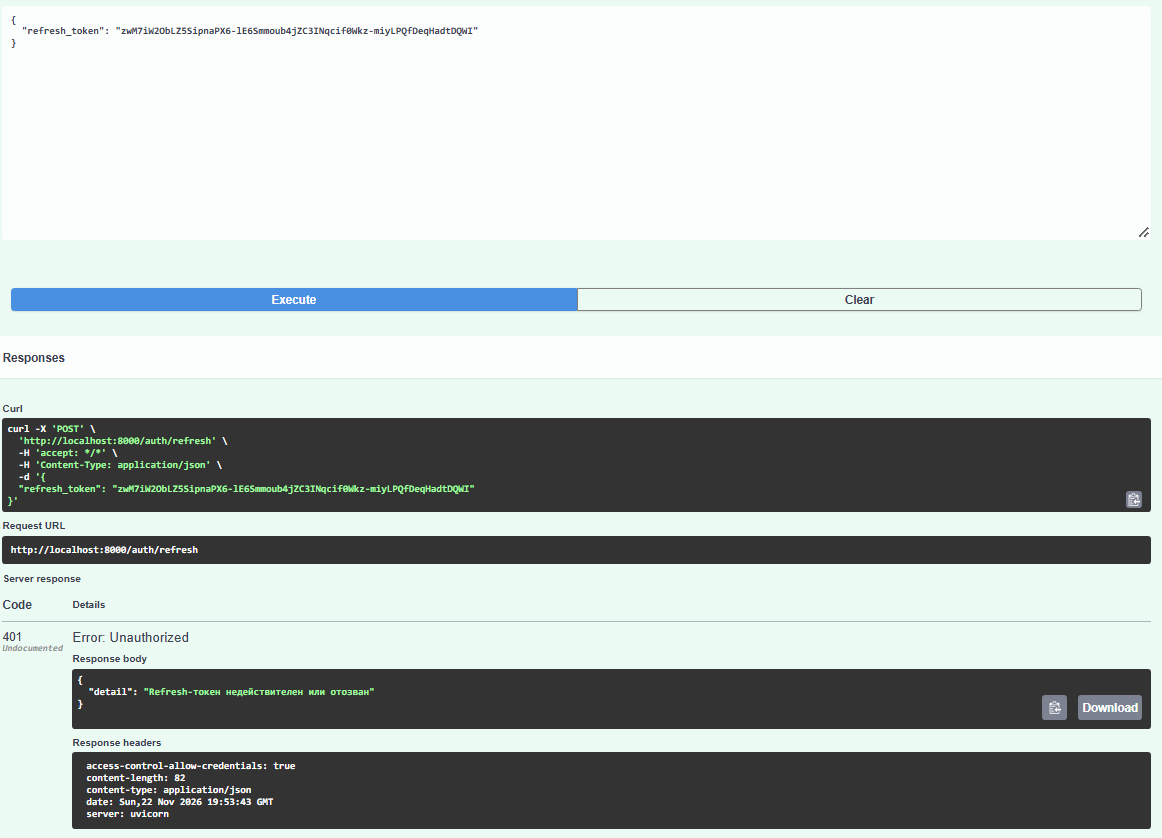 {
  "refresh_token": "zwM7iW2ObLZ5SipnaPX6-lE6Smmoub4jZC3INqcif0Wkz-miyLPQfDeqHadtDQWI"
}
Execute
Clear
Responses
Curl
curl -X 'POST' \
  'http://localhost:8000/auth/refresh' \
  -H 'accept: */*' \
  -H 'Content-Type: application/json' \
  -d '{
  "refresh_token": "zwM7iW2ObLZ5SipnaPX6-lE6Smmoub4jZC3INqcif0Wkz-miyLPQfDeqHadtDQWI"
}'
Request URL
http://localhost:8000/auth/refresh
Server response
Code Details
401 Error: Unauthorized
Undocumented
Response body
{
  "detail": "Refresh-токен недействителен или отозван"
}
Download
Response headers
access-control-allow-credentials: true
content-length: 82
content-type: application/json
date: Sun,22 Nov 2026 19:53:43 GMT
server: uvicorn